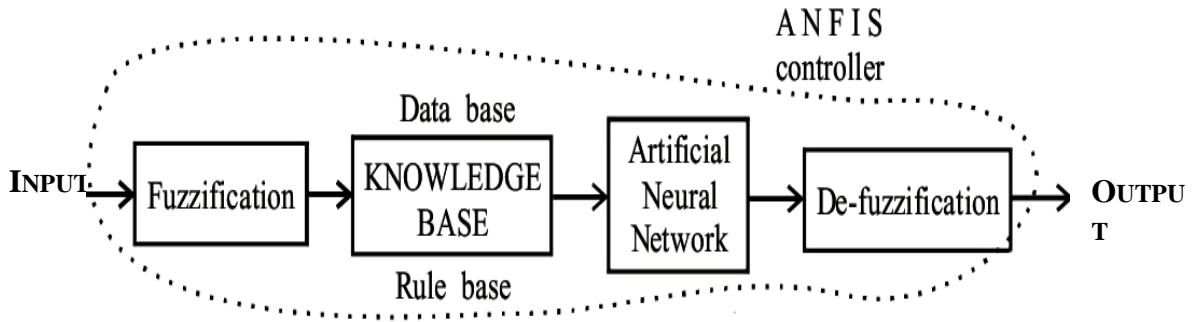 A N F I S
controller
Data base
INPUT
Fuzzification
KNOWLEDGE
BASE
Artificial
Neural
Network
De-fuzzification
OUTPU
T
Rule base